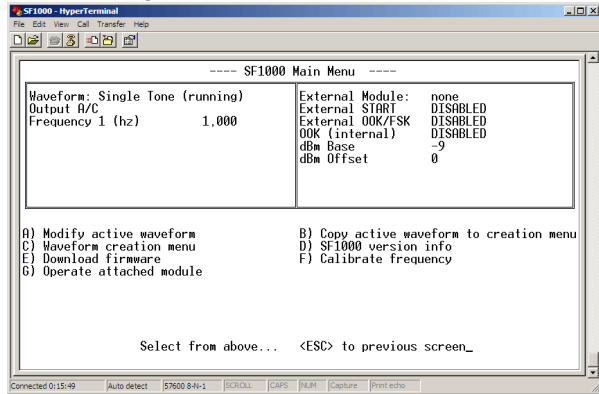 SF1000 - HyperTerminal
File Edit View Call Transfer Help
---- SF1000 Main Menu ----
Waveform: Single Tone (running)
Output A/C
Frequency 1 (hz) 1,000
External Module: none
External START DISABLED
External OOK/FSK DISABLED
OOK (internal) DISABLED
dBm Base -9
dBm Offset 0
A) Modify active waveform B) Copy active waveform to creation menu
C) Waveform creation menu D) SF1000 version info
E) Download firmware F) Calibrate frequency
G) Operate attached module
Select from above... <ESC> to previous screen_
Connected 0:15:49 Auto detect 57600 8-N-1 SCROLL CAPS NUM Capture Print echo